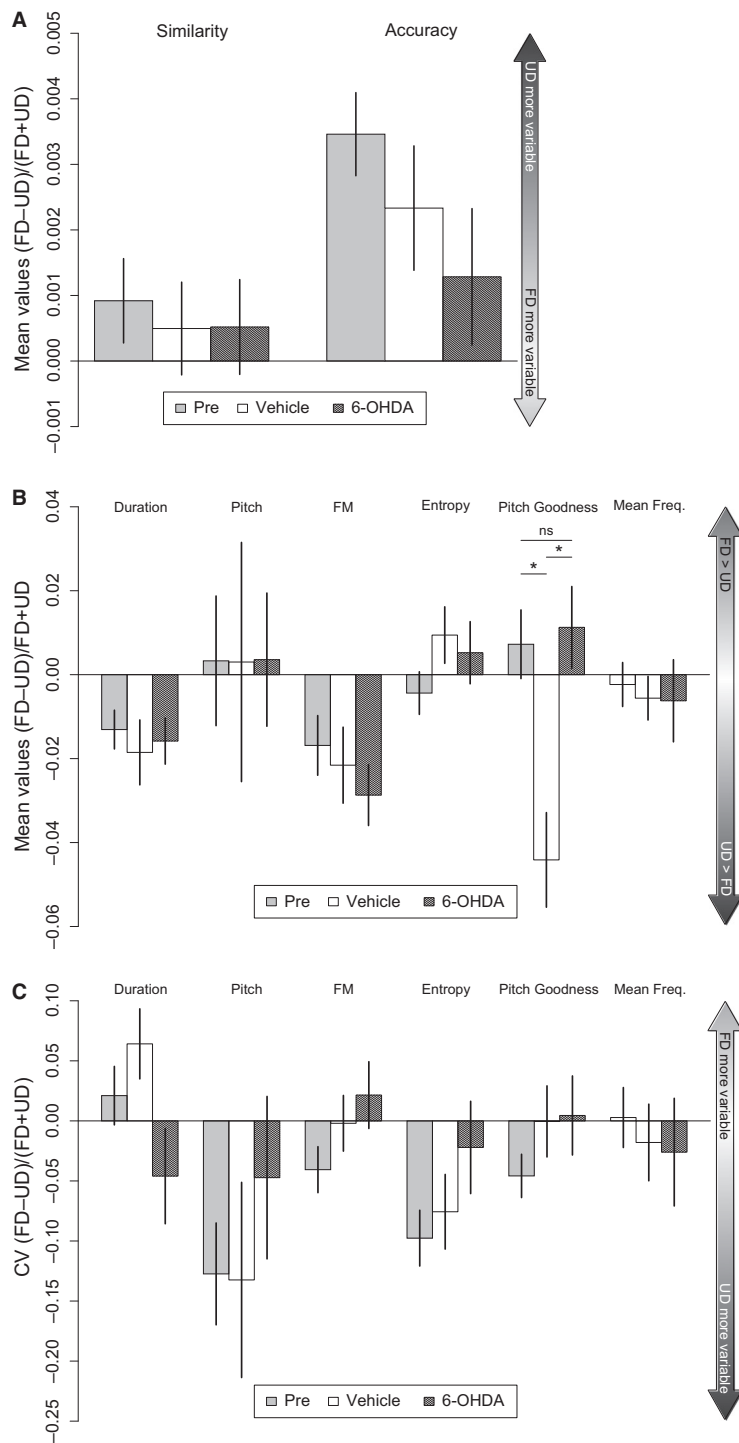 A
Similarity
Accuracy
Mean values (FD–UD)/(FD+UD)
0.005
0.004
0.003
0.002
0.001
0.000
−0.001
UD more variable
FD more variable
Pre
Vehicle
6-OHDA
B
Duration
Pitch
FM
Entropy
Pitch Goodness
Mean Freq.
Mean values (FD–UD)/FD+UD
0.04
0.02
0.00
−0.02
−0.04
−0.06
ns
*
*
FD > UD
UD > FD
Pre
Vehicle
6-OHDA
C
Duration
Pitch
FM
Entropy
Pitch Goodness
Mean Freq.
CV (FD–UD)/(FD+UD)
0.10
0.05
0.00
−0.05
−0.10
−0.15
−0.20
−0.25
FD more variable
UD more variable
Pre
Vehicle
6-OHDA